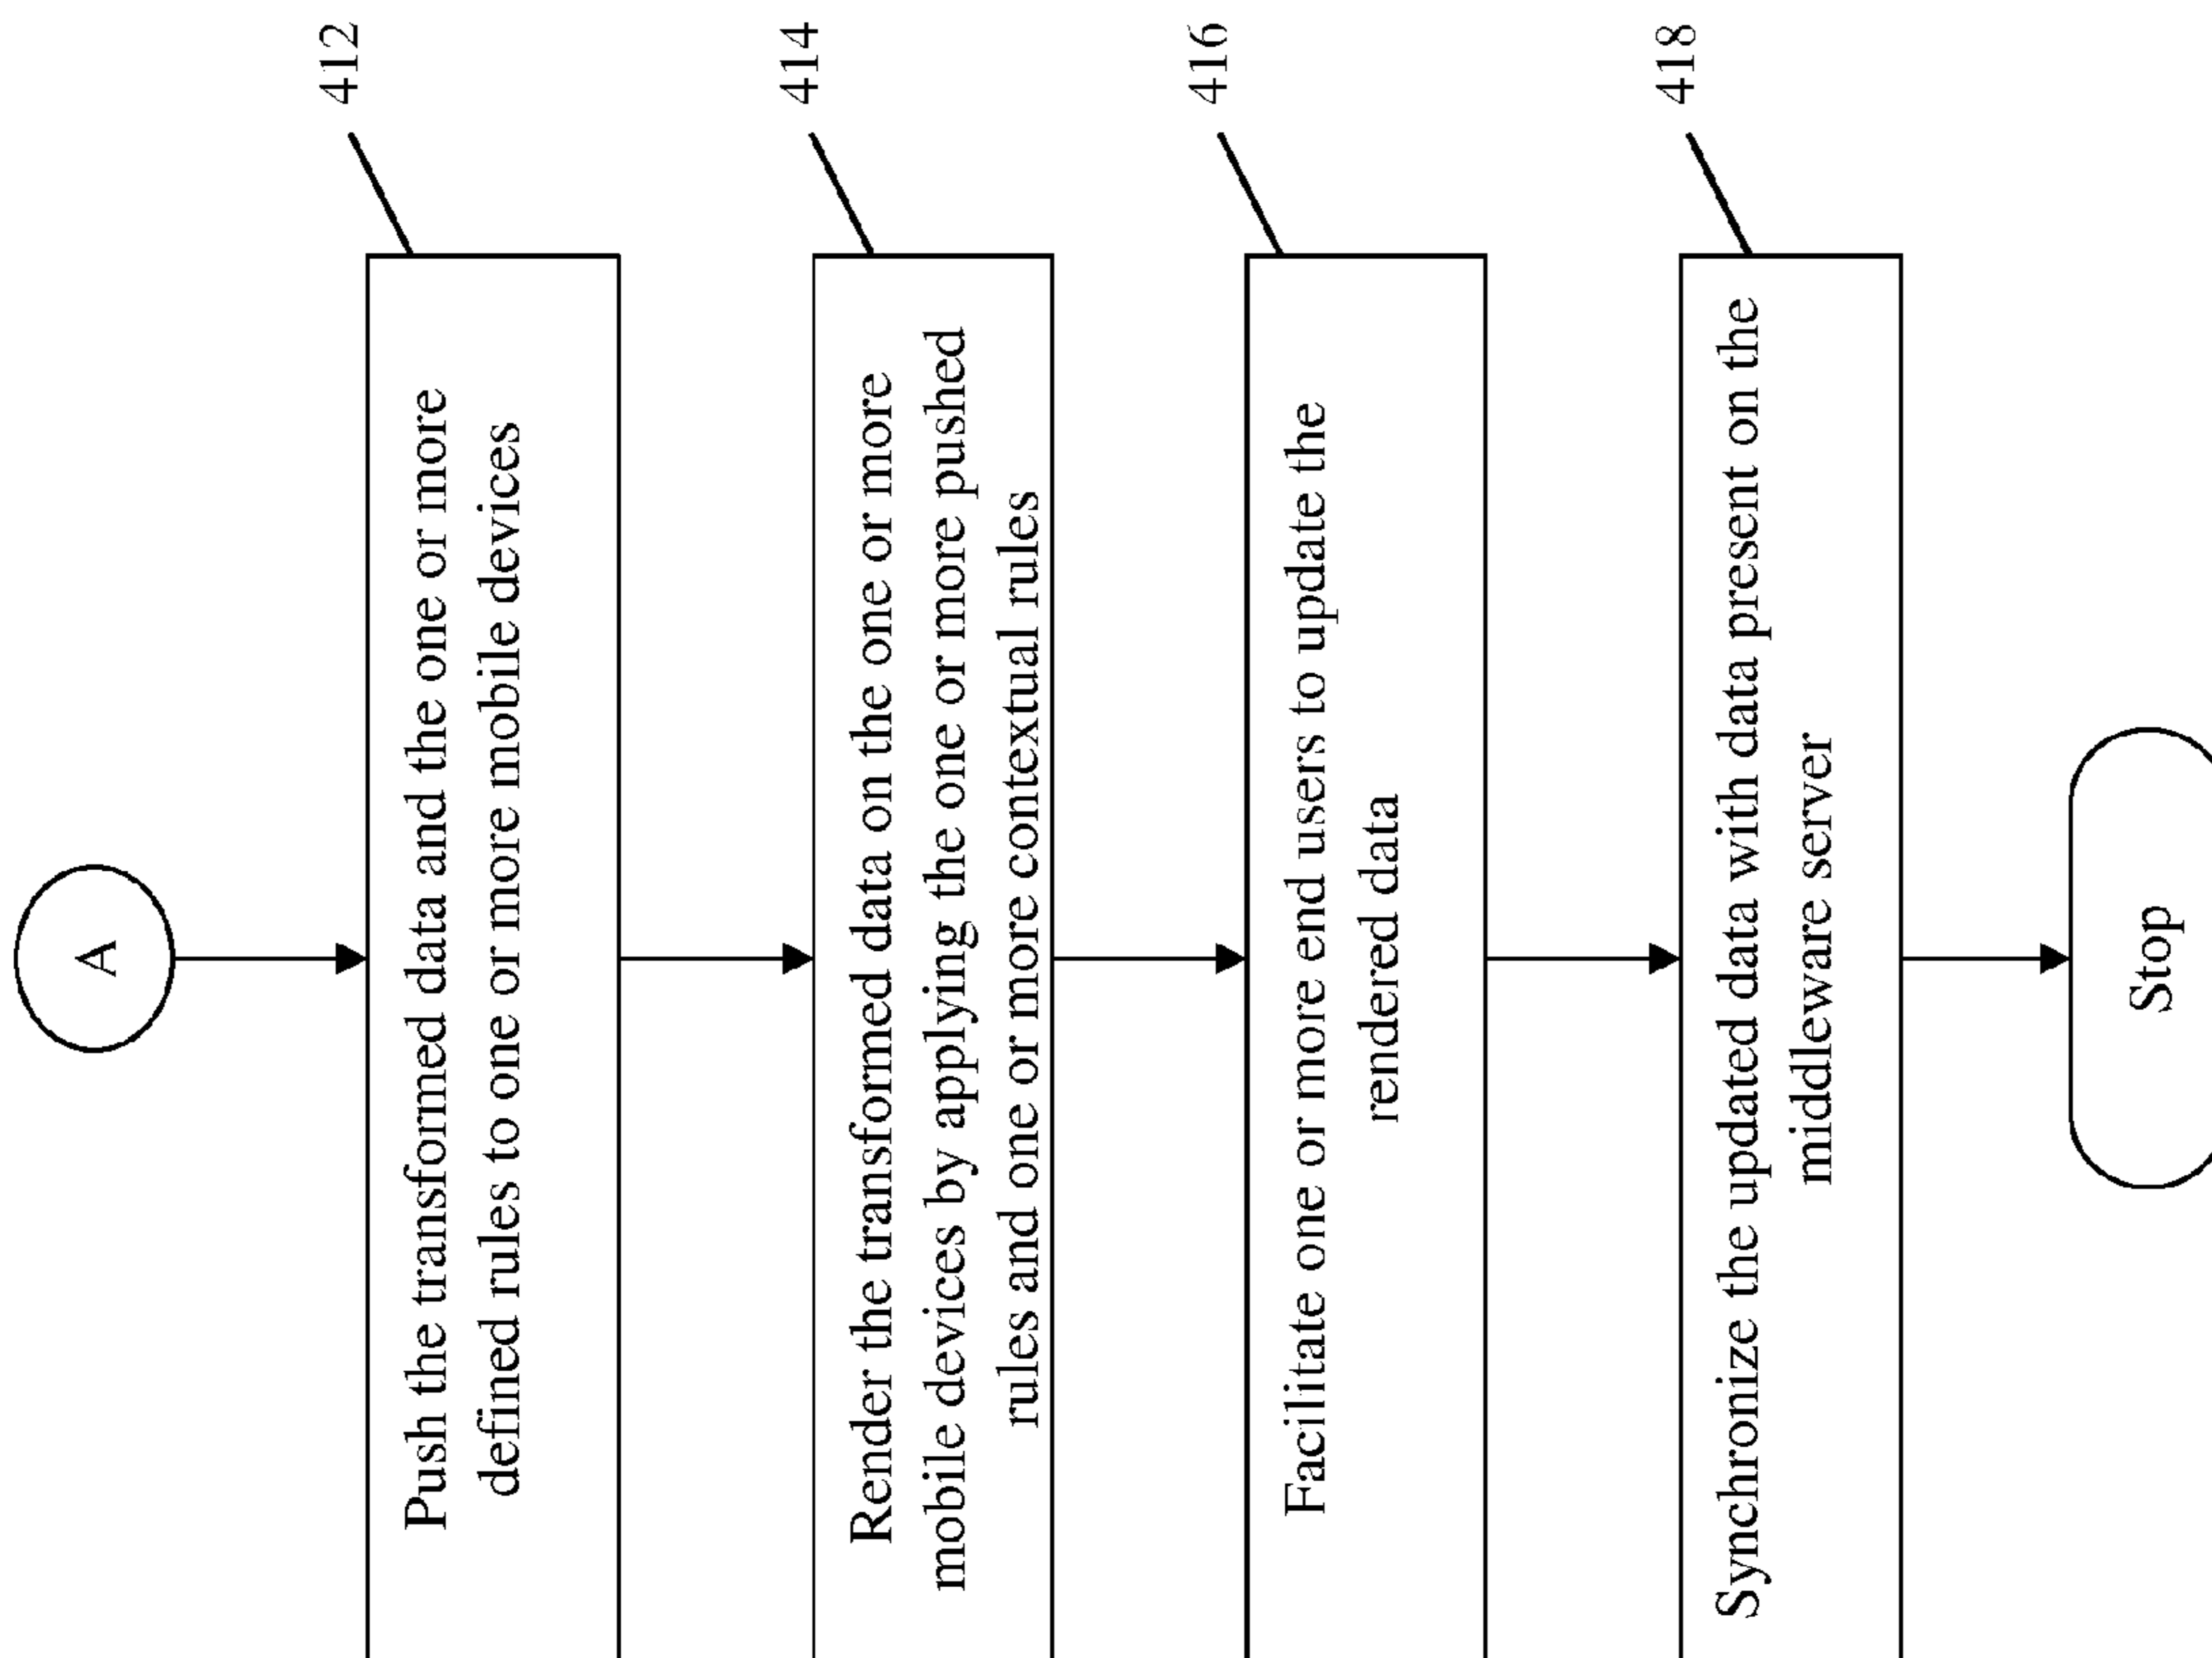 A
412
Push the transformed data and the one or more
defined rules to one or more mobile devices
414
Render the transformed data on the one or more
mobile devices by applying the one or more pushed
rules and one or more contextual rules
416
Facilitate one or more end users to update the
rendered data
418
Synchronize the updated data with data present on the
middleware server
Stop